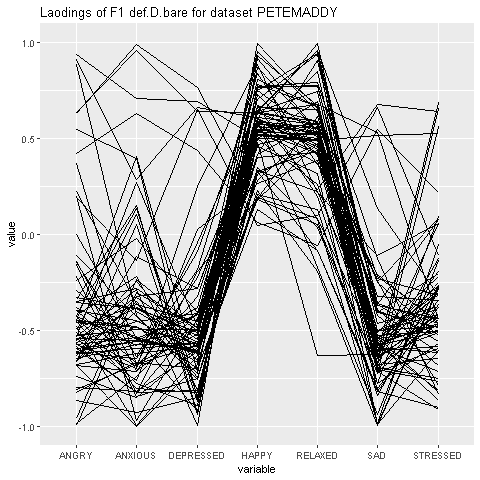 Laodings of F1 def.D.bare for dataset PETEMADDY
1.0
0.5
0.0
-0.5
-1.0
value
ANGRY ANXIOUS DEPRESSED HAPPY RELAXED SAD STRESSED
variable